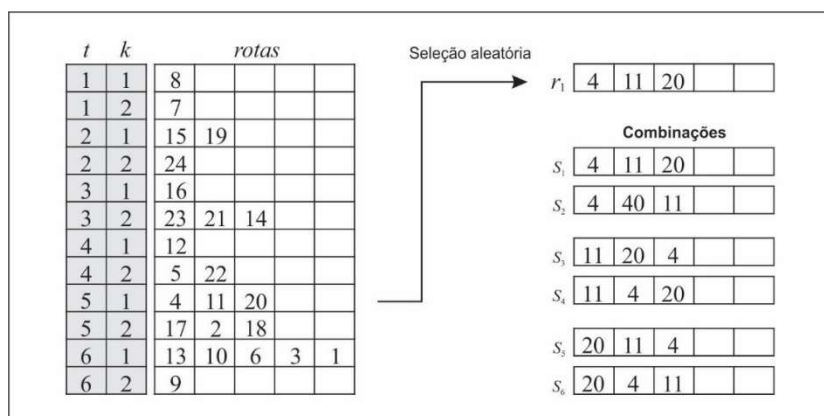 t k rotas
1 1 8
1 2 7
2 1 15 19
2 2 24
3 1 16
3 2 23 21 14
4 1 12
4 2 5 22
5 1 4 11 20
5 2 17 2 18
6 1 13 10 6 3 1
6 2 9
Seleção aleatória
r₁ 4 11 20
Combinações
S₁ 4 11 20
S₂ 4 40 11
S₃ 11 20 4
S₄ 11 4 20
S₅ 20 11 4
S₆ 20 4 11